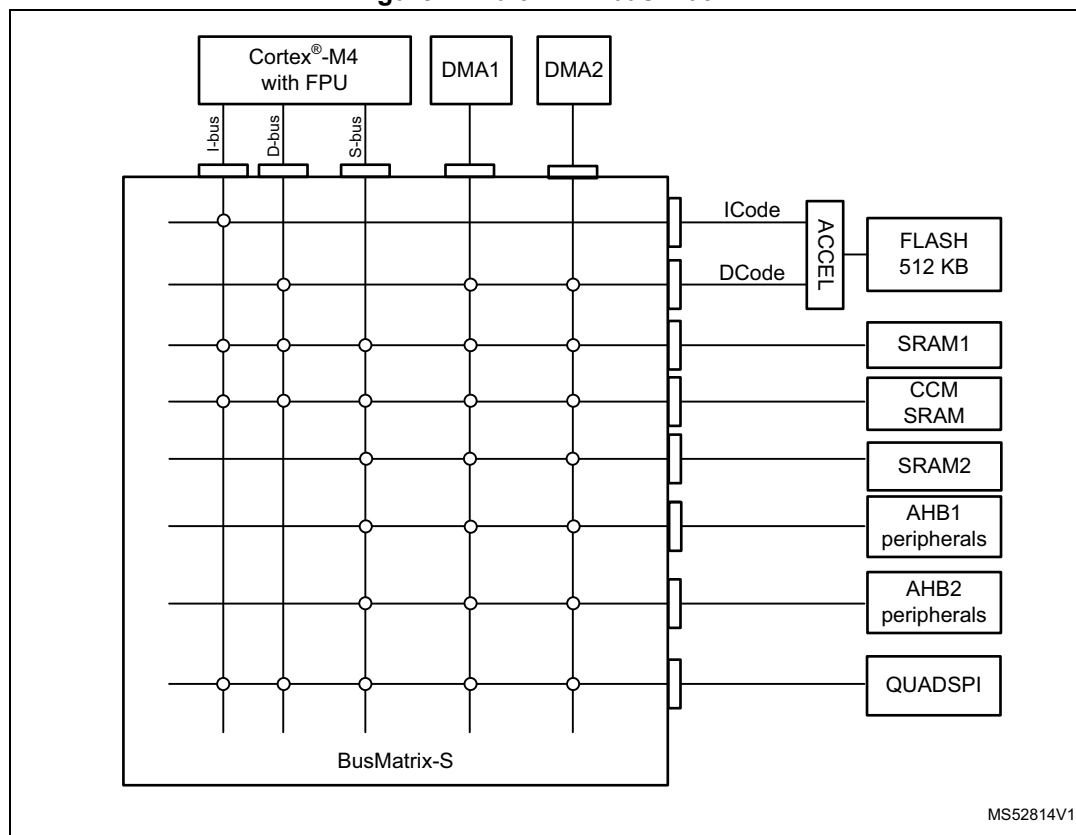 Cortex®-M4
with FPU
DMA1
DMA2
I-bus
D-bus
S-bus
ICode
DCode
ACCEL
FLASH
512 KB
SRAM1
CCM
SRAM
SRAM2
AHB1
peripherals
AHB2
peripherals
QUADSPI
BusMatrix-S
MS52814V1